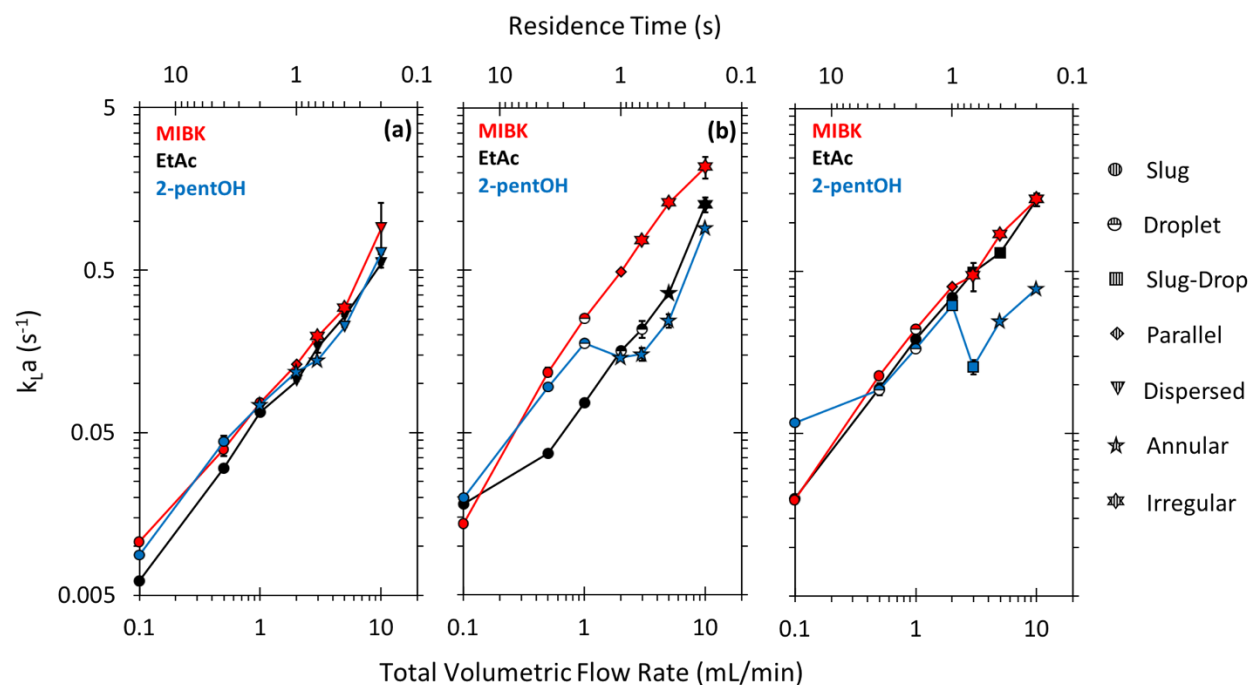 Residence Time (s)
10 1 0.1 10 1 0.1 10 1 0.1
5
0.5
0.05
0.005
MIBK
EtAc
2-pentOH
(a)
MIBK
EtAc
2-pentOH
(b)
MIBK
EtAc
2-pentOH
kLa (s-1)
0.1 1 10 0.1 1 10 0.1 1 10
Total Volumetric Flow Rate (mL/min)
Slug
Droplet
Slug-Drop
Parallel
Dispersed
Annular
Irregular